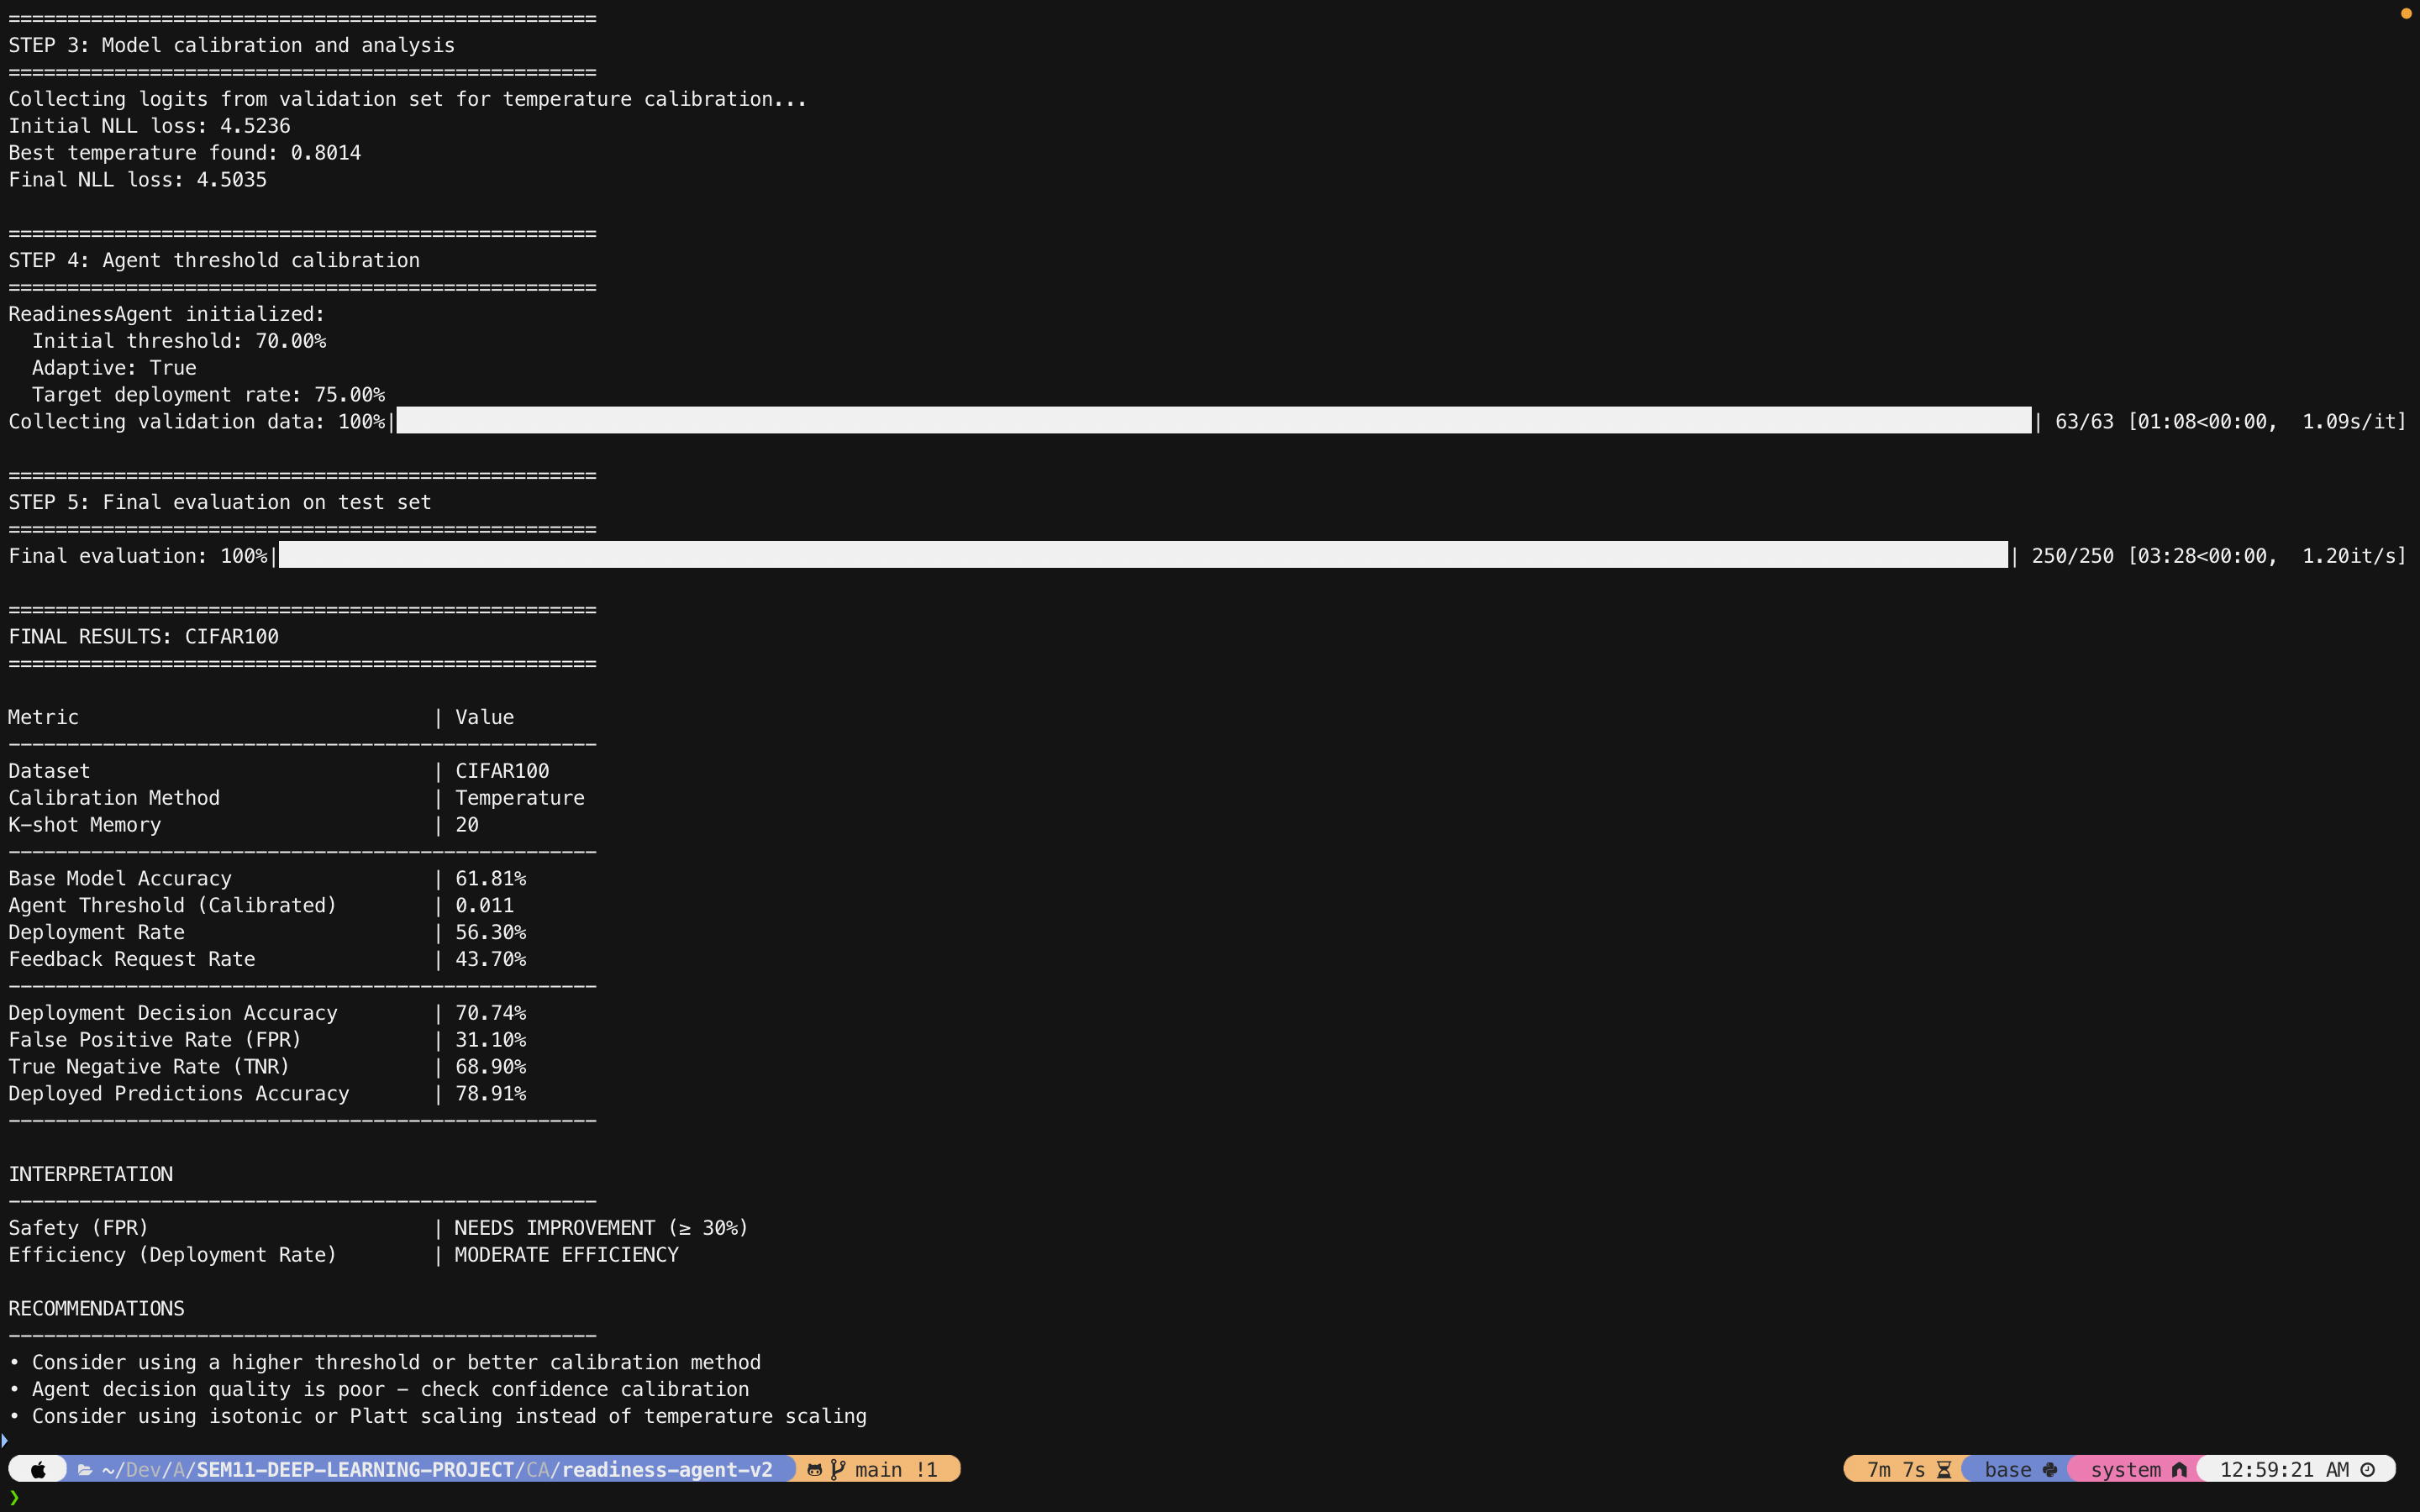 ==================================================
STEP 3: Model calibration and analysis
==================================================
Collecting logits from validation set for temperature calibration...
Initial NLL loss: 4.5236
Best temperature found: 0.8014
Final NLL loss: 4.5035
==================================================
STEP 4: Agent threshold calibration
==================================================
ReadinessAgent initialized:
  Initial threshold: 70.00%
  Adaptive: True
  Target deployment rate: 75.00%
Collecting validation data: 100%| | 63/63 [01:08<00:00,  1.09s/it]
==================================================
STEP 5: Final evaluation on test set
==================================================
Final evaluation: 100%| | 250/250 [03:28<00:00,  1.20it/s]
==================================================
FINAL RESULTS: CIFAR100
==================================================
Metric | Value
--------------------------------------------------
Dataset | CIFAR100
Calibration Method | Temperature
K-shot Memory | 20
--------------------------------------------------
Base Model Accuracy | 61.81%
Agent Threshold (Calibrated) | 0.011
Deployment Rate | 56.30%
Feedback Request Rate | 43.70%
--------------------------------------------------
Deployment Decision Accuracy | 70.74%
False Positive Rate (FPR) | 31.10%
True Negative Rate (TNR) | 68.90%
Deployed Predictions Accuracy | 78.91%
--------------------------------------------------
INTERPRETATION
--------------------------------------------------
Safety (FPR) | NEEDS IMPROVEMENT (≥ 30%)
Efficiency (Deployment Rate) | MODERATE EFFICIENCY
RECOMMENDATIONS
--------------------------------------------------
• Consider using a higher threshold or better calibration method
• Agent decision quality is poor - check confidence calibration
• Consider using isotonic or Platt scaling instead of temperature scaling
~/Dev/A/SEM11-DEEP-LEARNING-PROJECT/CA/readiness-agent-v2 main !1 7m 7s base system 12:59:21 AM
❯